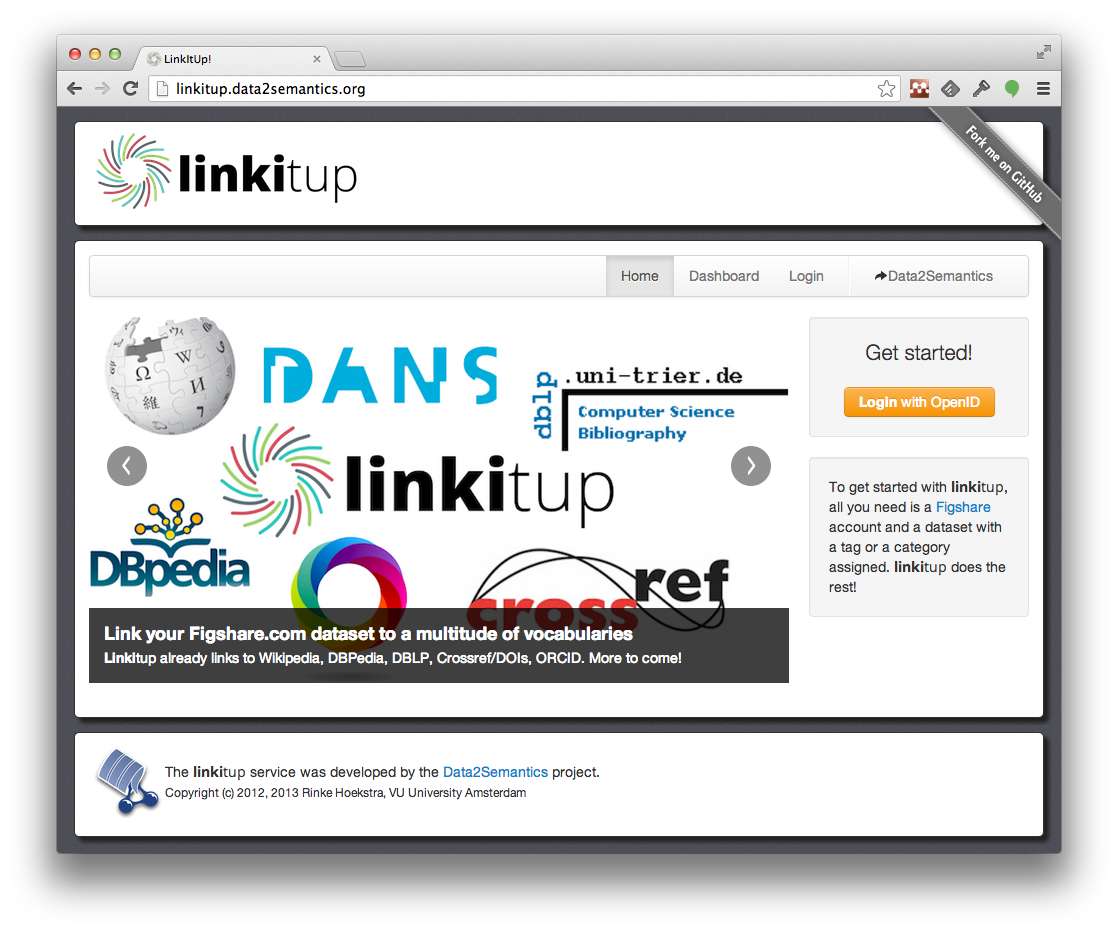 LinkItUp!
linkitup.data2semantics.org
Fork me on GitHub
linkitup
Home
Dashboard
Login
Data2Semantics
Ω
W
И
維
7
DANS
dblp
.uni-trier.de
Computer Science
Bibliography
linkitup
DBpedia
crossref
Link your Figshare.com dataset to a multitude of vocabularies
Linkitup already links to Wikipedia, DBPedia, DBLP, Crossref/DOIs, ORCID. More to come!
Get started!
Login with OpenID
To get started with linkitup,
all you need is a Figshare
account and a dataset with
a tag or a category
assigned. linkitup does the
rest!
The linkitup service was developed by the Data2Semantics project.
Copyright (c) 2012, 2013 Rinke Hoekstra, VU University Amsterdam